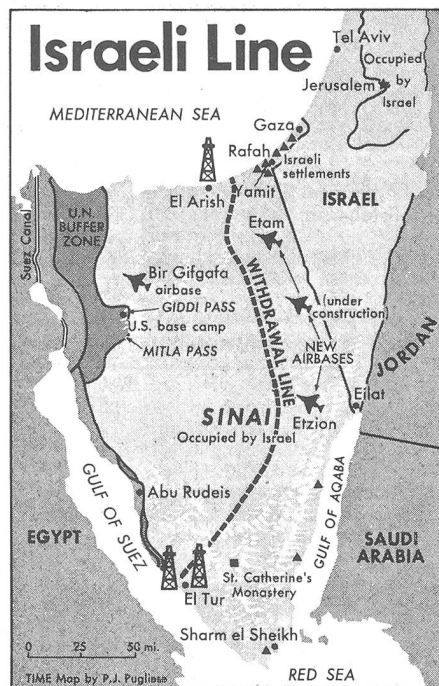 Israeli Line
Tel Aviv
Occupied
by
Israel
Jerusalem
MEDITERRANEAN SEA
Gaza
Rafah
Israeli
settlements
Yamit
El Arish
ISRAEL
U.N.
BUFFER
ZONE
Suez Canal
Etam
Bir Gifgafa
airbase
GIDDI PASS
U.S. base camp
MITLA PASS
WITHDRAWAL LINE
(under
construction)
NEW
AIRBASES
JORDAN
Eilat
SINAI
Occupied by Israel
Etzion
GULF OF SUEZ
Abu Rudeis
GULF OF AQABA
EGYPT
SAUDI
ARABIA
St. Catherine's
Monastery
El Tur
0 25 50 mi.
Sharm el Sheikh
RED SEA
TIME Map by P.J. Pugliese